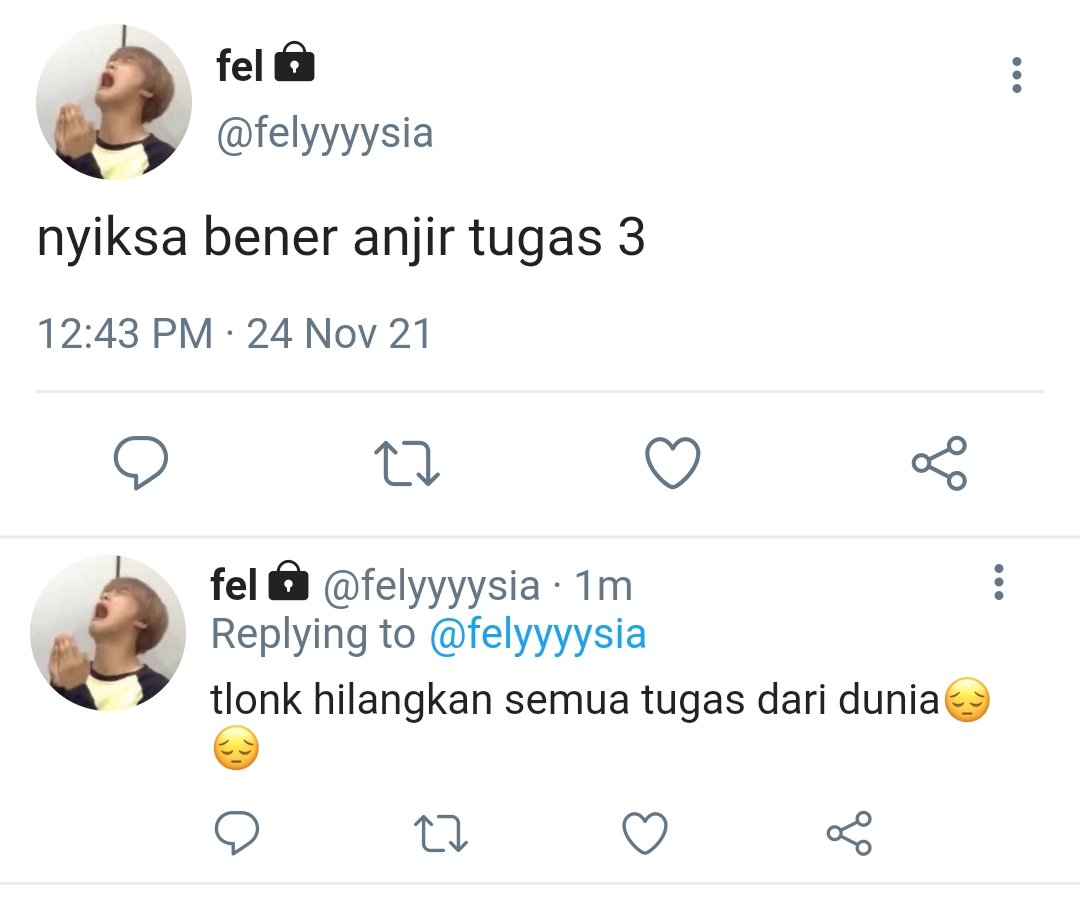 fel
@felyyyysia
nyiksa bener anjir tugas 3
12:43 PM · 24 Nov 21
fel @felyyyysia · 1m
Replying to @felyyyysia
tlonk hilangkan semua tugas dari dunia😔
😔